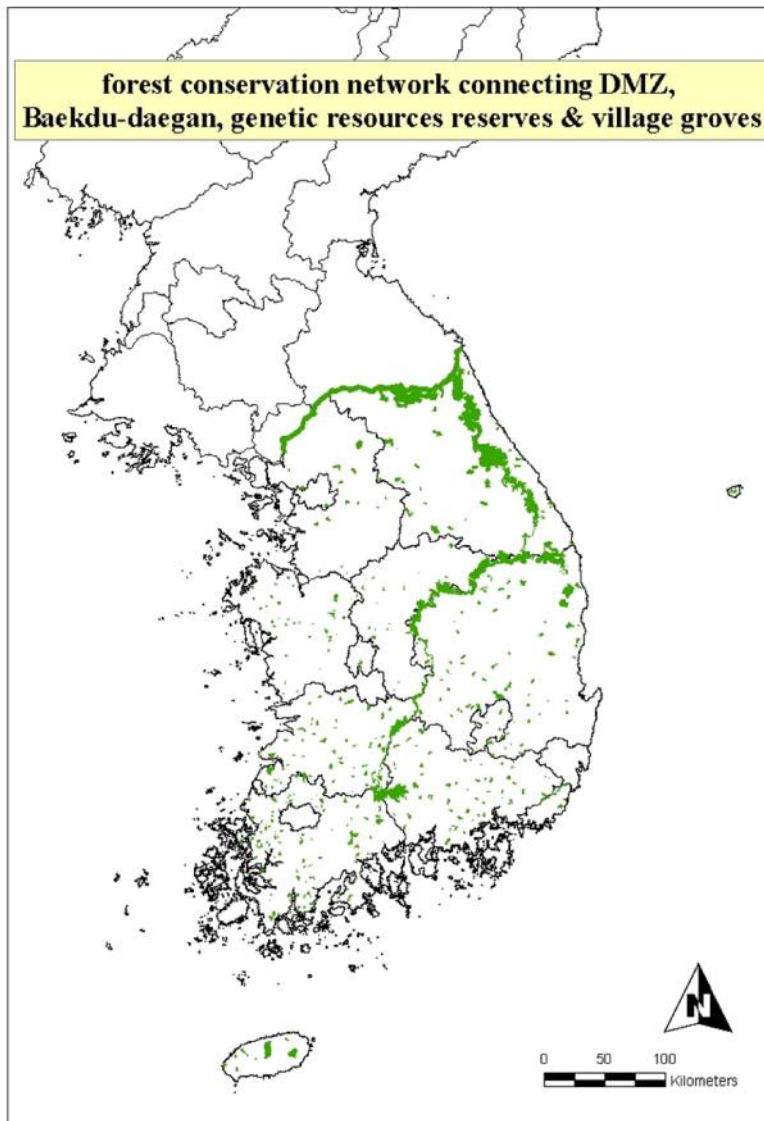 forest conservation network connecting DMZ,
Baekdu-daegan, genetic resources reserves & village groves
N
0 50 100
Kilometers